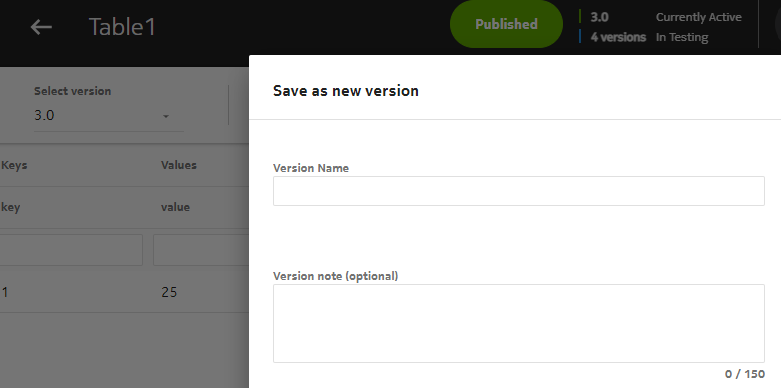 Table1
Published
3.0 Currently Active
4 versions In Testing
Select version
3.0
Save as new version
Keys Values
key value
1 25
Version Name
Version note (optional)
0 / 150